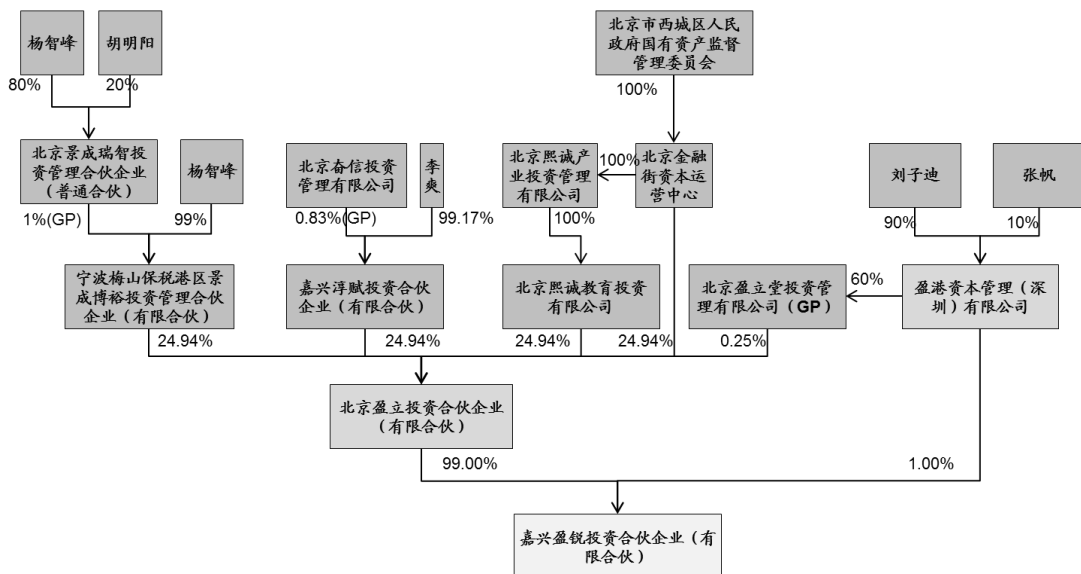 杨智峰
胡明阳
北京市西城区人民
政府国有资产监督
管理委员会
80%
20%
100%
北京景成瑞智投
资管理合伙企业
（普通合伙）
杨智峰
北京奋信投资
管理有限公司
李
爽
北京熙诚产
业投资管理
有限公司
100%
北京金融
街资本运
营中心
刘子迪
张帆
1%(GP)
99%
0.83%(GP)
99.17%
100%
90%
10%
宁波梅山保税港区景
成博裕投资管理合伙
企业（有限合伙）
嘉兴淳赋投资合伙
企业（有限合伙）
北京熙诚教育投资
有限公司
北京盈立堂投资管
理有限公司（GP）
60%
盈港资本管理（深
圳）有限公司
24.94%
24.94%
24.94%
24.94%
0.25%
北京盈立投资合伙企业
（有限合伙）
99.00%
1.00%
嘉兴盈锐投资合伙企业（有
限合伙）